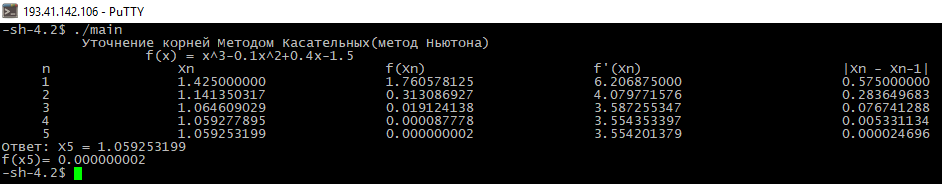 193.41.142.106 - PuTTY
-sh-4.2$ ./main
Уточнение корней Методом Касательных(метод Ньютона)
f(x) = x^3-0.1x^2+0.4x-1.5
n Xn f(Xn) f'(Xn) |Xn - Xn-1|
1 1.425000000 1.760578125 6.206875000 0.575000000
2 1.141350317 0.313086927 4.079771576 0.283649683
3 1.064609029 0.019124138 3.587255347 0.076741288
4 1.059277895 0.000087778 3.554353397 0.005331134
5 1.059253199 0.000000002 3.554201379 0.000024696
Ответ: X5 = 1.059253199
f(x5)= 0.000000002
-sh-4.2$